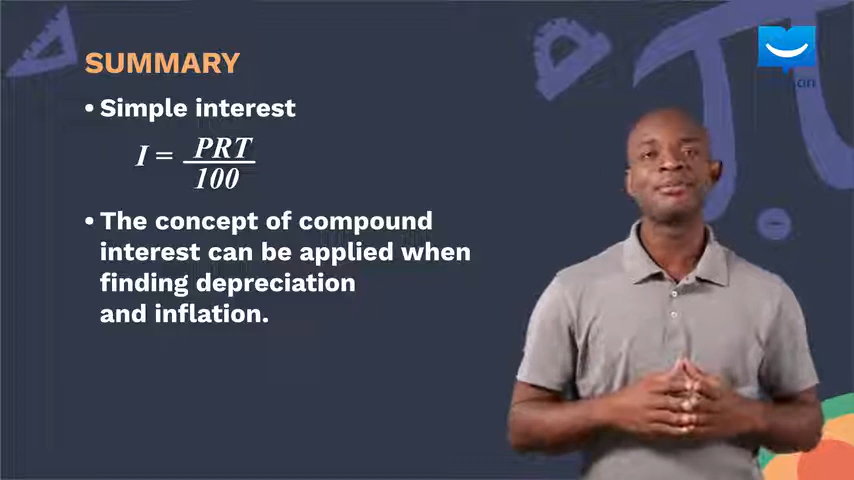 SUMMARY
• Simple interest
I = PRT
100
• The concept of compound
interest can be applied when
finding depreciation
and inflation.